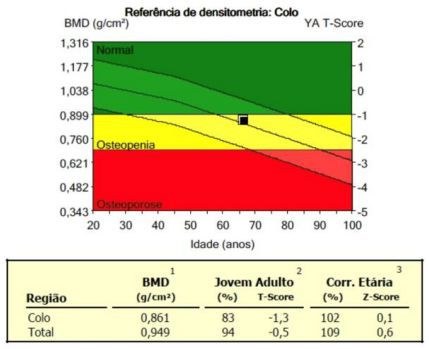 Referência de densitometria: Colo
BMD (g/cm²) YA T-Score
1,316 2
Normal
1,177 1
1,038 0
0,899 -1
0,760 -2
Osteopenia
0,621 -3
0,482 -4
Osteoporose
0,343 -5
20 30 40 50 60 70 80 90 100
Idade (anos)
BMD 1 Jovem Adulto 2 Corr. Etária 3
Região (g/cm²) (%) T-Score (%) Z-Score
Colo 0,861 83 -1,3 102 0,1
Total 0,949 94 -0,5 109 0,6